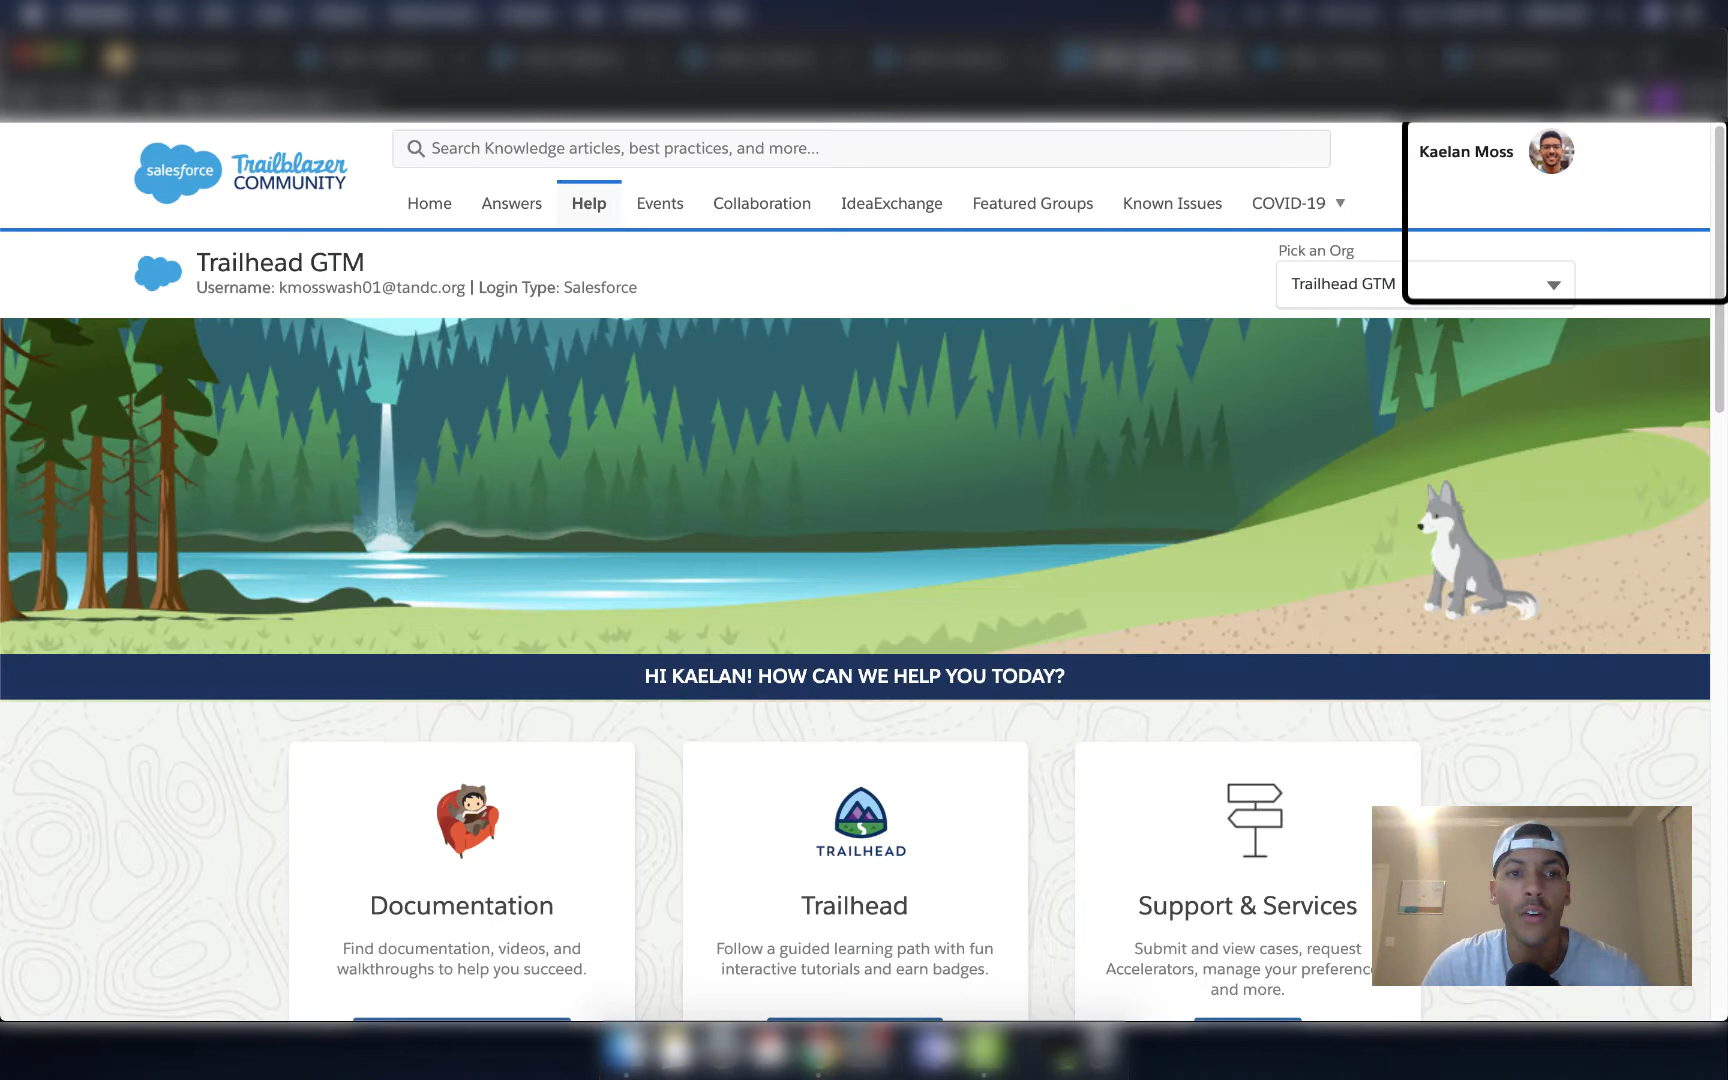 salesforce
Trailblazer
COMMUNITY
Search Knowledge articles, best practices, and more...
Kaelan Moss
Home Answers Help Events Collaboration IdeaExchange Featured Groups Known Issues COVID-19
Trailhead GTM
Username: kmosswash01@tandc.org | Login Type: Salesforce
Pick an Org
Trailhead GTM
HI KAELAN! HOW CAN WE HELP YOU TODAY?
Documentation
Find documentation, videos, and
walkthroughs to help you succeed.
TRAILHEAD
Trailhead
Follow a guided learning path with fun
interactive tutorials and earn badges.
Support & Services
Submit and view cases, request
Accelerators, manage your
and more.